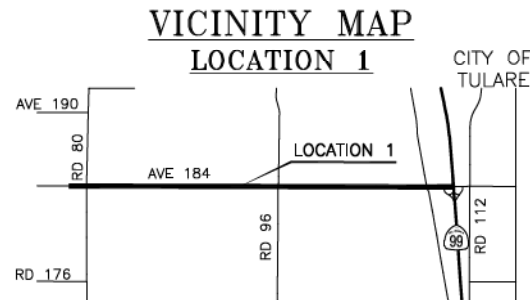 VICINITY MAP
LOCATION 1
CITY OF
TULARE
AVE 190
RD 80
AVE 184
LOCATION 1
RD 96
99
RD 112
RD 176